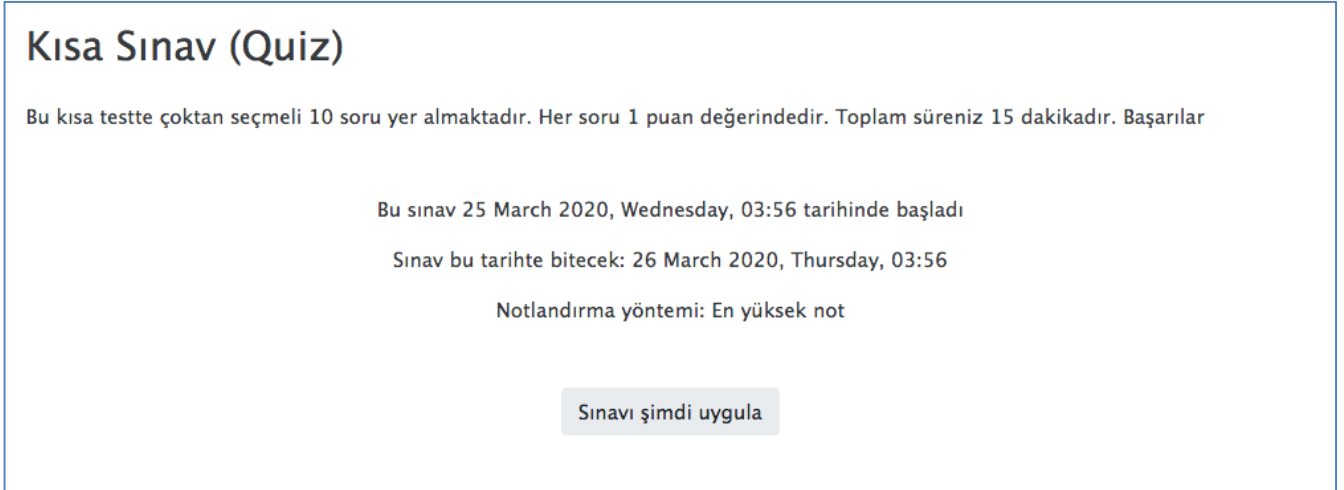 Kısa Sınav (Quiz)
Bu kısa testte çoktan seçmeli 10 soru yer almaktadır. Her soru 1 puan değerindedir. Toplam süreniz 15 dakikadır. Başarılar
Bu sınav 25 March 2020, Wednesday, 03:56 tarihinde başladı
Sınav bu tarihte bitecek: 26 March 2020, Thursday, 03:56
Notlandırma yöntemi: En yüksek not
Sınavı şimdi uygula